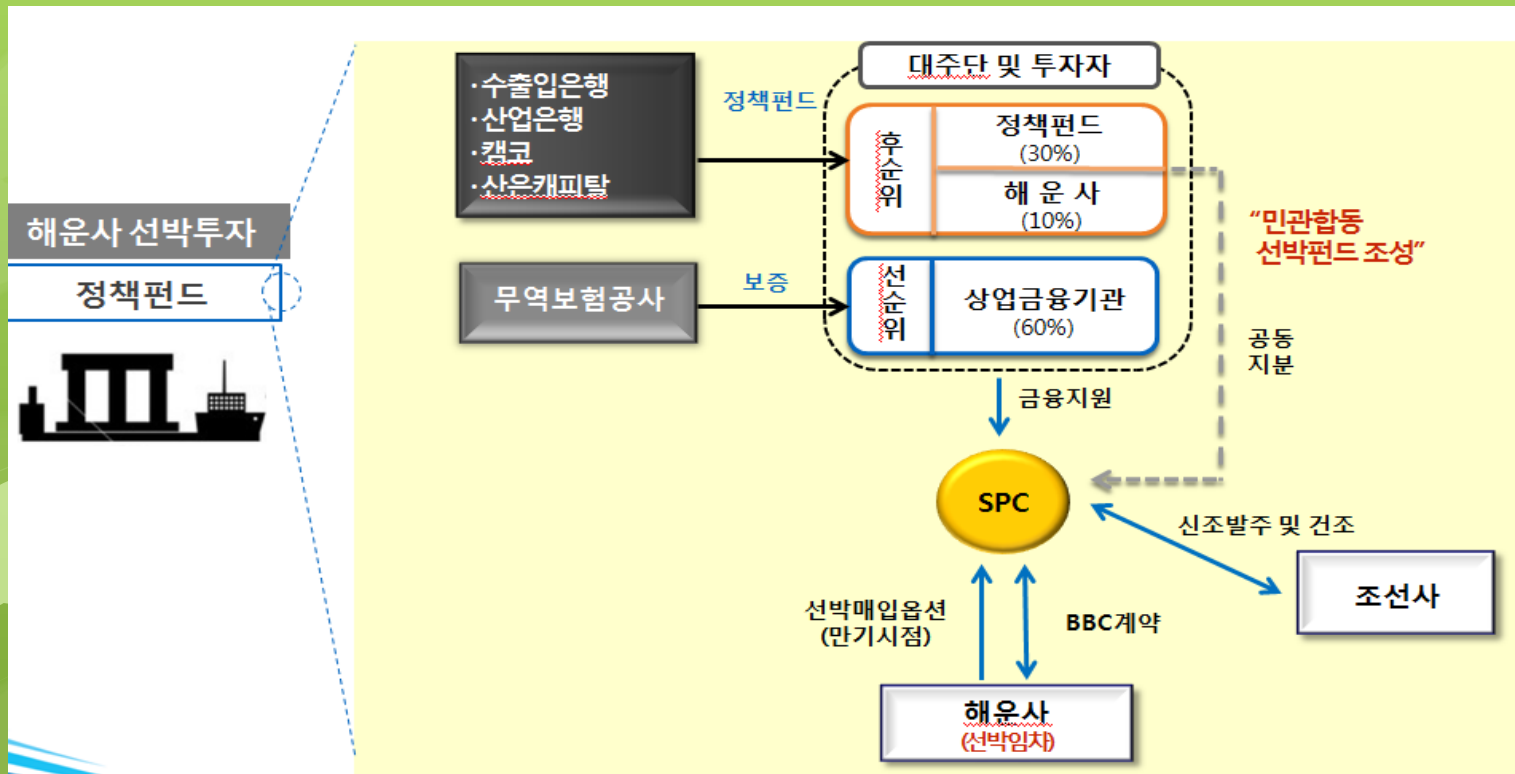 해운사 선박투자
정책펀드
·수출입은행
·산업은행
·캠코
·산은캐피탈
정책펀드
대주단 및 투자자
후순위
정책펀드
(30%)
해 운 사
(10%)
무역보험공사
보증
선순위
상업금융기관
(60%)
"민관합동
선박펀드 조성"
공동
지분
금융지원
SPC
신조발주 및 건조
조선사
선박매입옵션
(만기시점)
BBC계약
해운사
(선박임차)